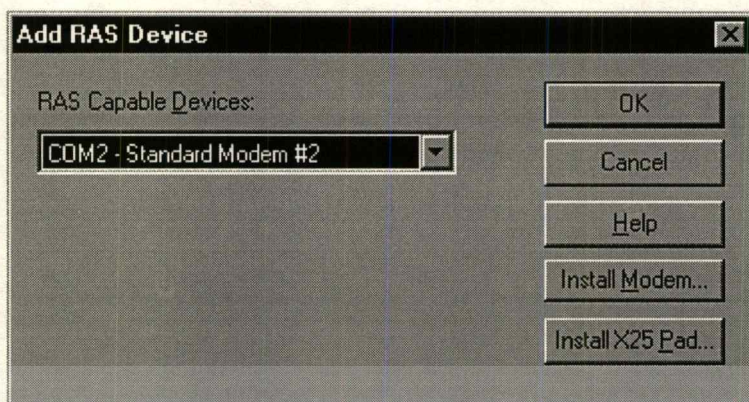 Add RAS Device
RAS Capable Devices:
COM2 - Standard Modem #2
OK
Cancel
Help
Install Modem...
Install X25 Pad...